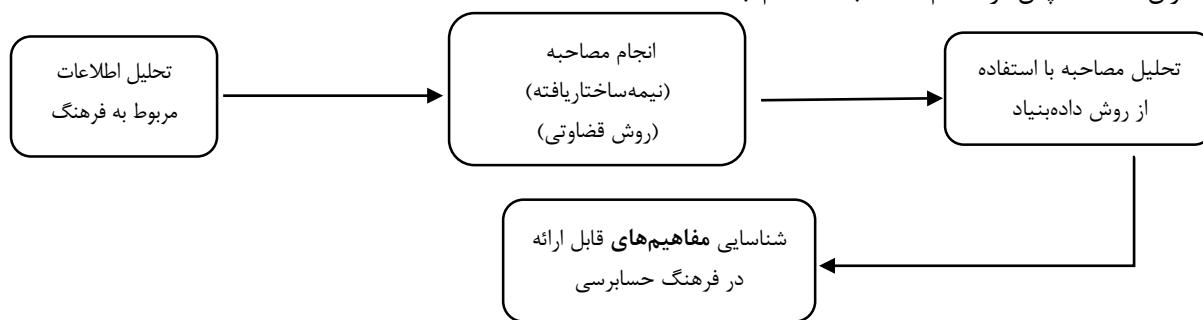 تحلیل اطلاعات
مربوط به فرهنگ
انجام مصاحبه
(نیمه‌ساختاریافته)
(روش قضاوتی)
تحلیل مصاحبه با استفاده
از روش داده‌بنیاد
شناسایی مفاهیم‌های قابل ارائه
در فرهنگ حسابرسی